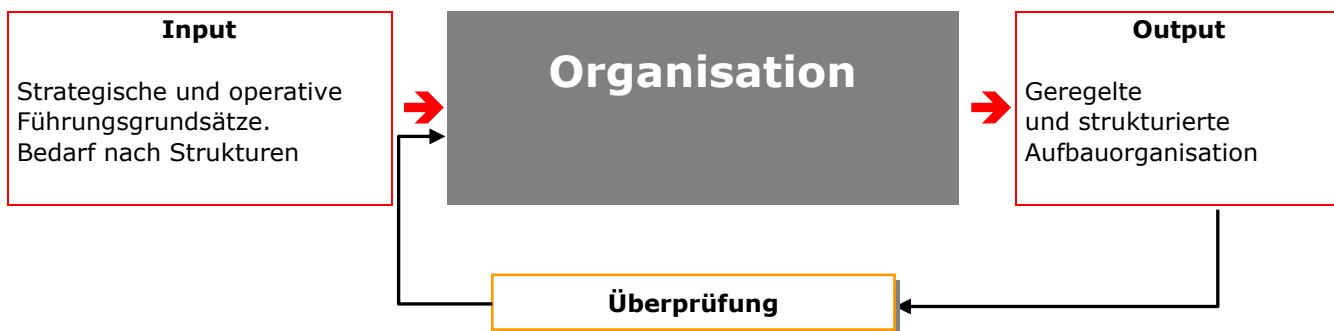 Input
Strategische und operative
Führungsgrundsätze.
Bedarf nach Strukturen
Organisation
Output
Geregelte
und strukturierte
Aufbauorganisation
Überprüfung